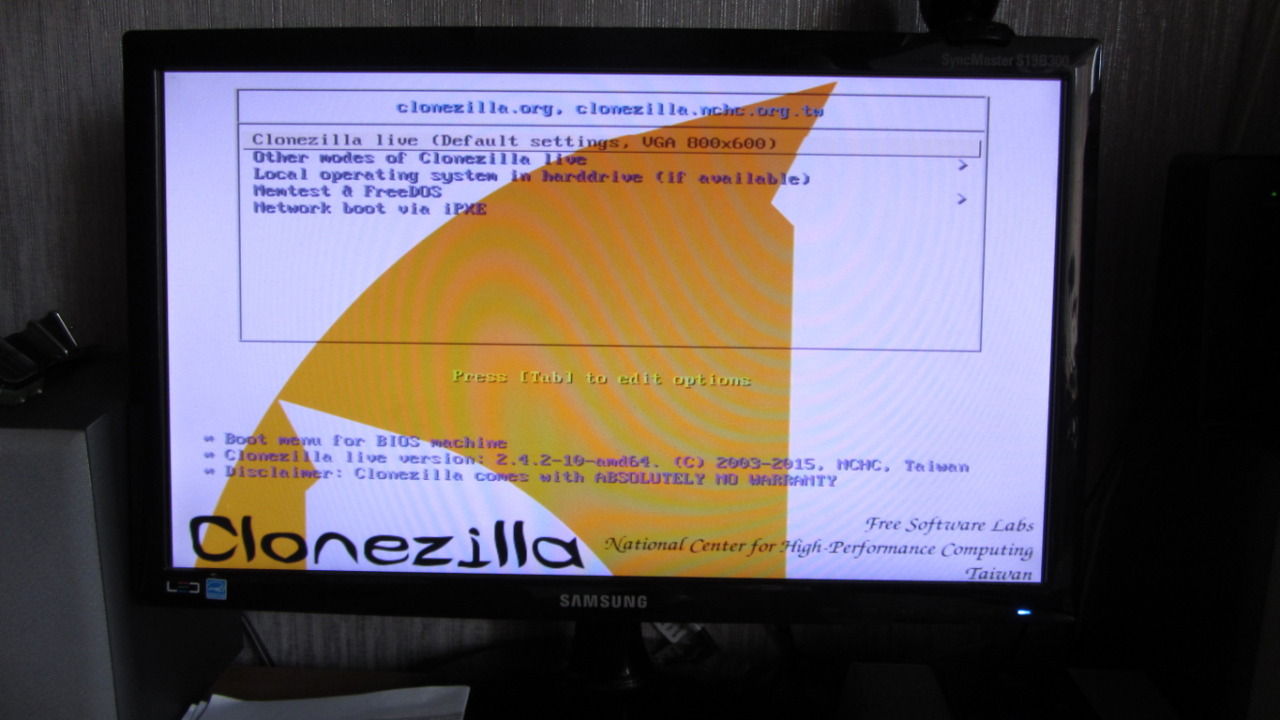 SyncMaster S19B300
clonezilla.org, clonezilla.nchc.org.tw
Clonezilla live (Default settings, VGA 800x600)
Other modes of Clonezilla live >
Local operating system in harddrive (if available)
Memtest & FreeDOS >
Network boot via iPXE
Press [Tab] to edit options
* Boot menu for BIOS machine
* Clonezilla live version: 2.4.2-10-amd64. (C) 2003-2015, NCHC, Taiwan
* Disclaimer: Clonezilla comes with ABSOLUTELY NO WARRANTY
Clonezilla
Free Software Labs
National Center for High-Performance Computing
Taiwan
LED
SAMSUNG